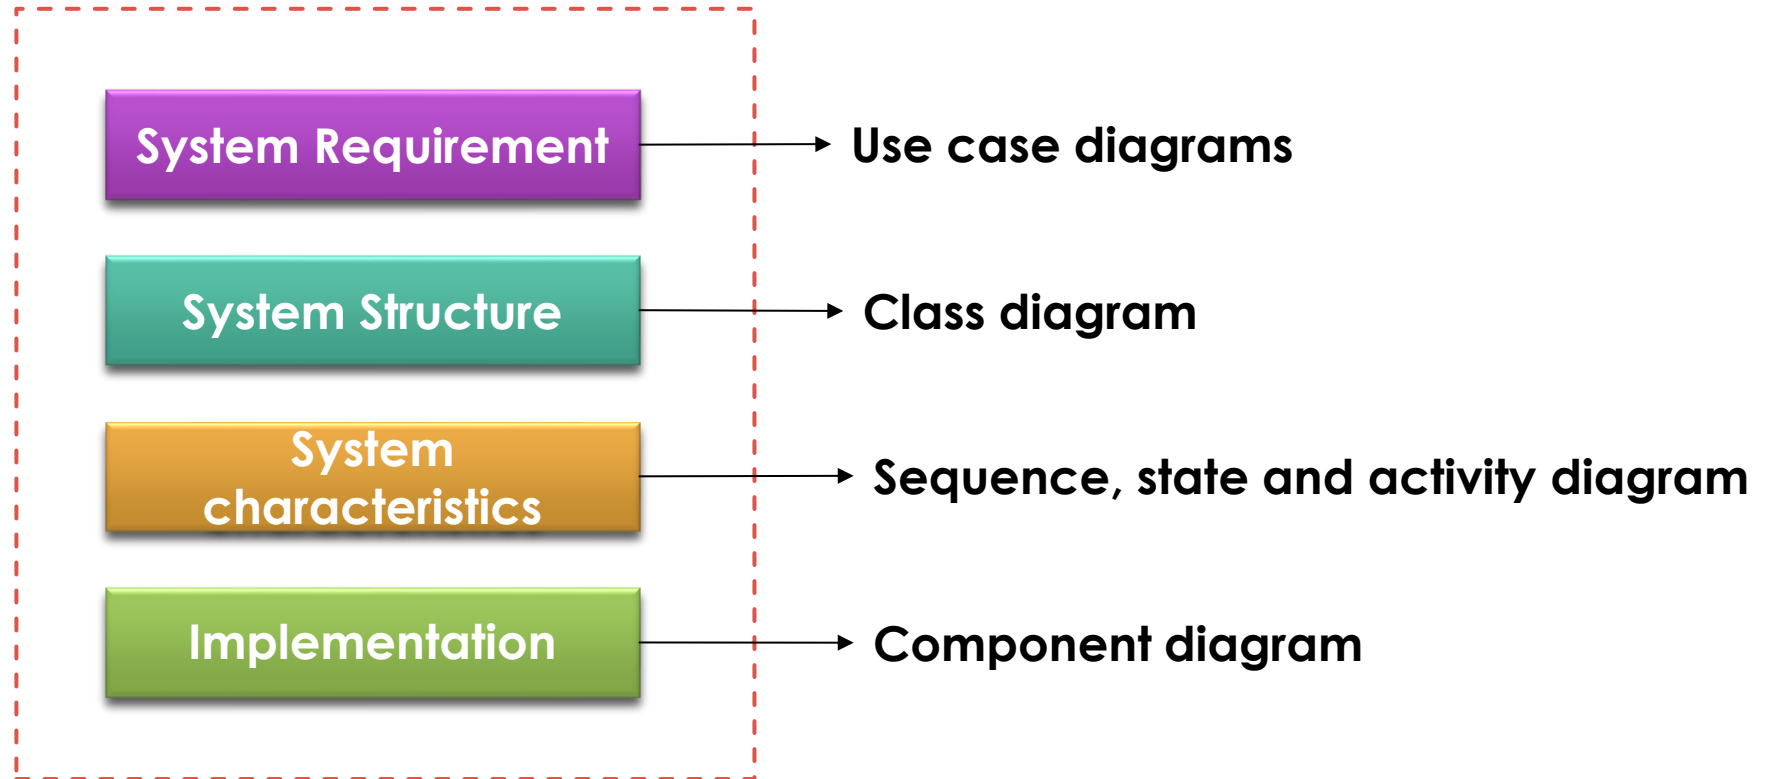 System Requirement
Use case diagrams
System Structure
Class diagram
System
characteristics
Sequence, state and activity diagram
Implementation
Component diagram